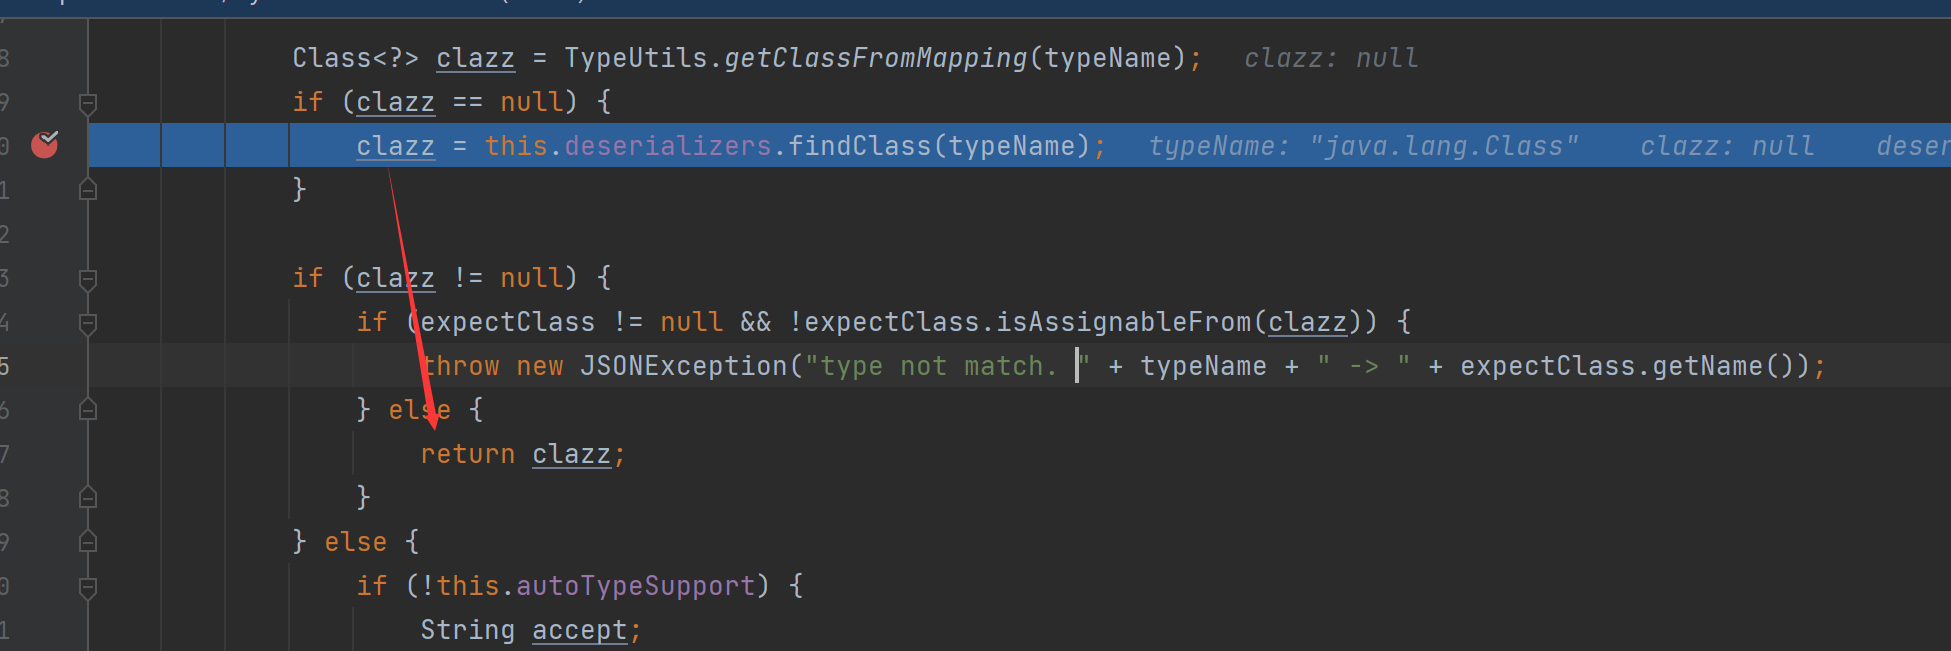 8 Class<?> clazz = TypeUtils.getClassFromMapping(typeName); clazz: null
9 if (clazz == null) {
0 clazz = this.deserializers.findClass(typeName); typeName: "java.lang.Class" clazz: null deser
1 }
2
3 if (clazz != null) {
4 if (expectClass != null && !expectClass.isAssignableFrom(clazz)) {
5 throw new JSONException("type not match. " + typeName + " -> " + expectClass.getName());
6 } else {
7 return clazz;
8 }
9 } else {
0 if (!this.autoTypeSupport) {
1 String accept;